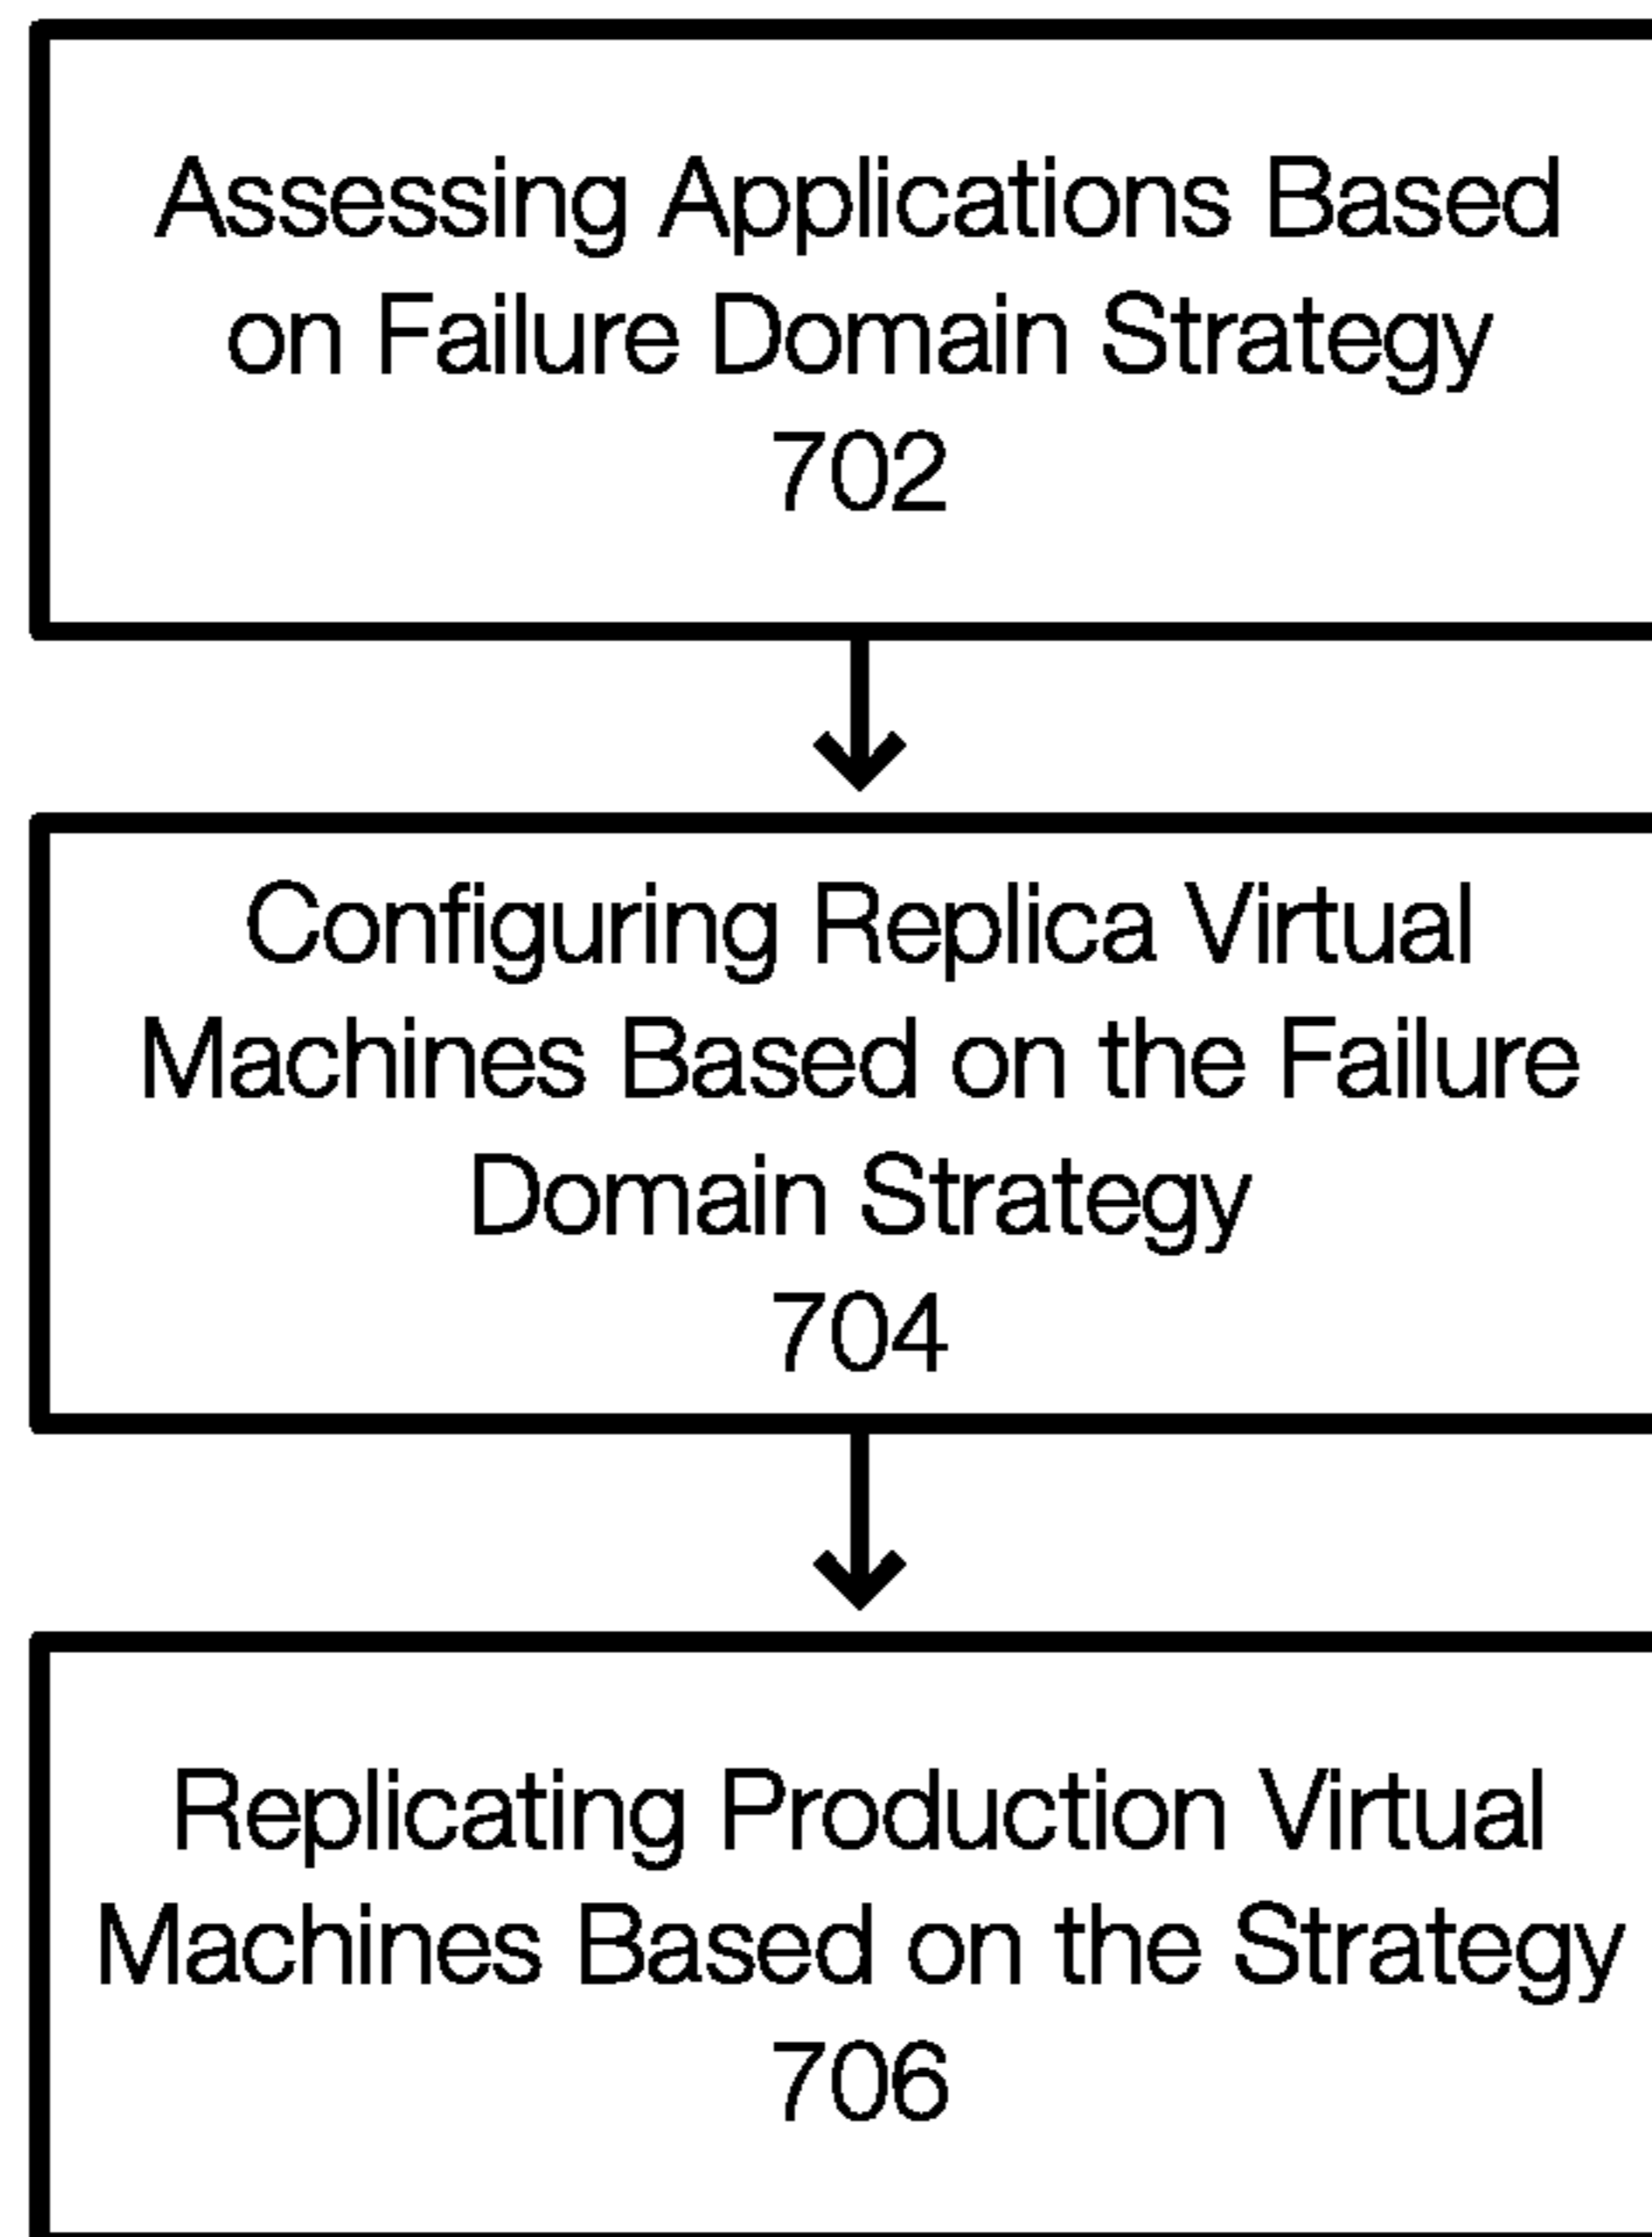 Assessing Applications Based
on Failure Domain Strategy
702
Configuring Replica Virtual
Machines Based on the Failure
Domain Strategy
704
Replicating Production Virtual
Machines Based on the Strategy
706